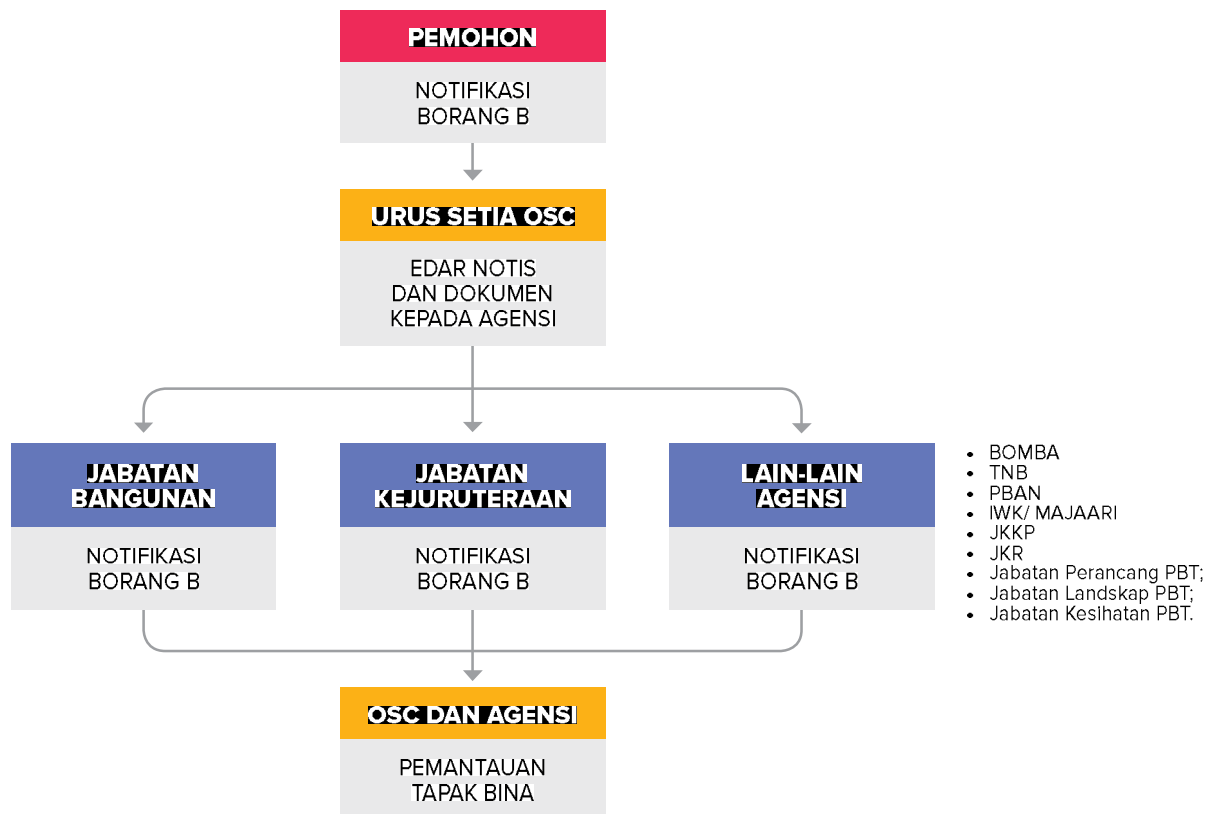 PEMOHON
NOTIFIKASI
BORANG B
URUS SETIA OSC
EDAR NOTIS
DAN DOKUMEN
KEPADA AGENSI
JABATAN
BANGUNAN
NOTIFIKASI
BORANG B
JABATAN
KEJURUTERAAN
NOTIFIKASI
BORANG B
LAIN-LAIN
AGENSI
NOTIFIKASI
BORANG B
• BOMBA
• TNB
• PBAN
• IWK/ MAJAARI
• JKKP
• JKR
• Jabatan Perancang PBT;
• Jabatan Landskap PBT;
• Jabatan Kesihatan PBT.
OSC DAN AGENSI
PEMANTAUAN
TAPAK BINA